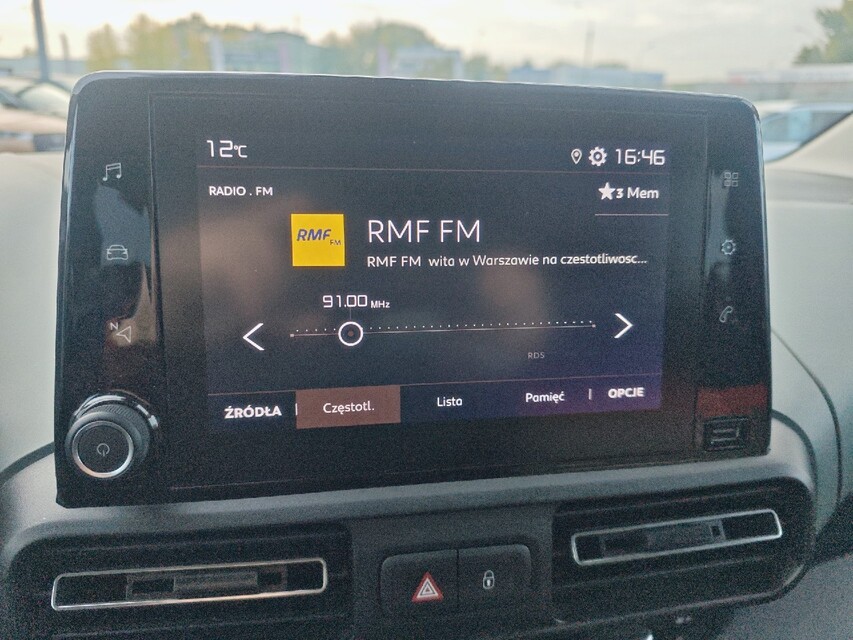 12°C 16:46
RADIO . FM ★3 Mem
RMF FM
RMF FM
RMF FM wita w Warszawie na czestotliwosc...
91.00 MHz
RDS
ŹRÓDŁA Częstotl. Lista Pamięć OPCJE
N